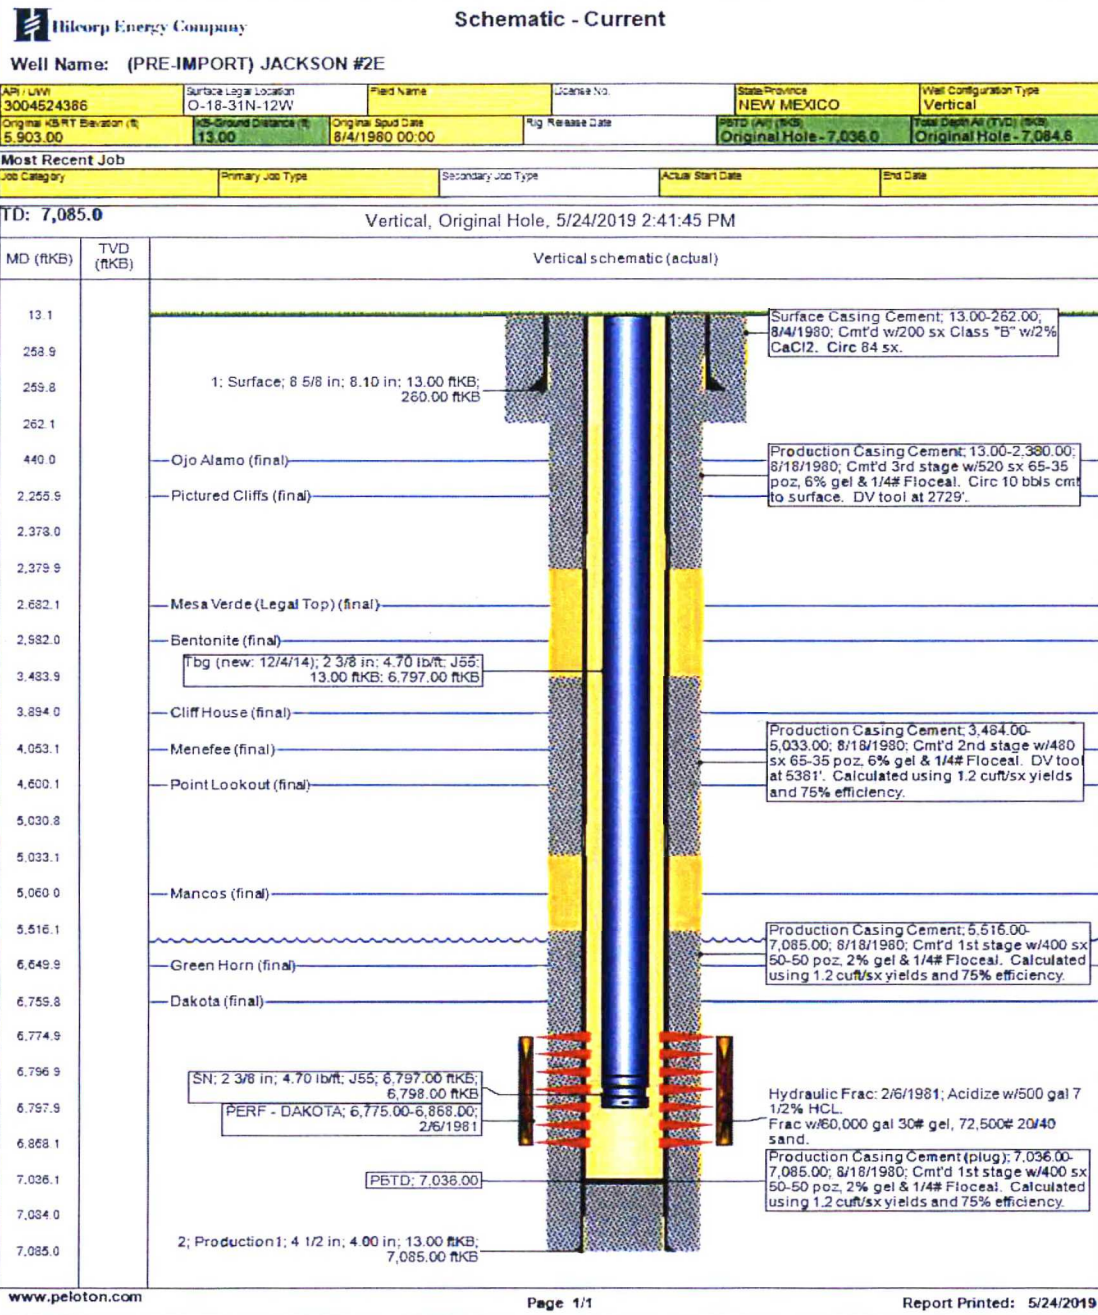 Hilcorp Energy Company
Schematic - Current
Well Name: (PRE-IMPORT) JACKSON #2E
API / UWI
3004524386
Surface Legal Location
O-18-31N-12W
Field Name
License No.
State/Province
NEW MEXICO
Well Configuration Type
Vertical
Original KB/RT Elevation (ft)
5,903.00
KB-Ground Distance (ft)
13.00
Original Spud Date
8/4/1980 00:00
Rig Release Date
PBTD (All) (ftKB)
Original Hole - 7,036.0
Total Depth All (TVD) (ftKB)
Original Hole - 7,084.6
Most Recent Job
Job Category
Primary Job Type
Secondary Job Type
Actual Start Date
End Date
TD: 7,085.0
Vertical, Original Hole, 5/24/2019 2:41:45 PM
MD (ftKB)
TVD
(ftKB)
Vertical schematic (actual)
13.1
Surface Casing Cement; 13.00-262.00;
8/4/1980; Cmt'd w/200 sx Class "B" w/2%
CaCl2. Circ 84 sx.
258.9
259.8
1; Surface; 8 5/8 in; 8.10 in; 13.00 ftKB;
260.00 ftKB
262.1
440.0
Ojo Alamo (final)
Production Casing Cement; 13.00-2,380.00;
8/18/1980; Cmt'd 3rd stage w/520 sx 65-35
poz, 6% gel & 1/4# Floceal. Circ 10 bbls cmt
to surface. DV tool at 2729'.
2,255.9
Pictured Cliffs (final)
2,378.0
2,379.9
2,682.1
Mesa Verde (Legal Top) (final)
2,982.0
Bentonite (final)
Tbg (new: 12/4/14); 2 3/8 in; 4.70 lb/ft; J55;
13.00 ftKB; 6,797.00 ftKB
3,483.9
3,894.0
Cliff House (final)
4,053.1
Menefee (final)
Production Casing Cement; 3,484.00-
5,033.00; 8/18/1980; Cmt'd 2nd stage w/480
sx 65-35 poz, 6% gel & 1/4# Floceal. DV tool
at 5381'. Calculated using 1.2 cuft/sx yields
and 75% efficiency.
4,600.1
Point Lookout (final)
5,030.8
5,033.1
5,060.0
Mancos (final)
5,516.1
Production Casing Cement; 5,516.00-
7,085.00; 8/18/1980; Cmt'd 1st stage w/400 sx
50-50 poz, 2% gel & 1/4# Floceal. Calculated
using 1.2 cuft/sx yields and 75% efficiency.
6,649.9
Green Horn (final)
6,759.8
Dakota (final)
6,774.9
6,796.9
SN; 2 3/8 in; 4.70 lb/ft; J55; 6,797.00 ftKB;
6,798.00 ftKB
6,797.9
PERF - DAKOTA; 6,775.00-6,868.00;
2/6/1981
Hydraulic Frac: 2/6/1981; Acidize w/500 gal 7
1/2% HCL.
Frac w/60,000 gal 30# gel, 72,500# 20/40
sand.
6,868.1
7,036.1
PBTD; 7,036.00
Production Casing Cement (plug); 7,036.00-
7,085.00; 8/18/1980; Cmt'd 1st stage w/400 sx
50-50 poz, 2% gel & 1/4# Floceal. Calculated
using 1.2 cuft/sx yields and 75% efficiency.
7,084.0
7,085.0
2; Production1; 4 1/2 in; 4.00 in; 13.00 ftKB;
7,085.00 ftKB
www.peloton.com
Page 1/1
Report Printed: 5/24/2019